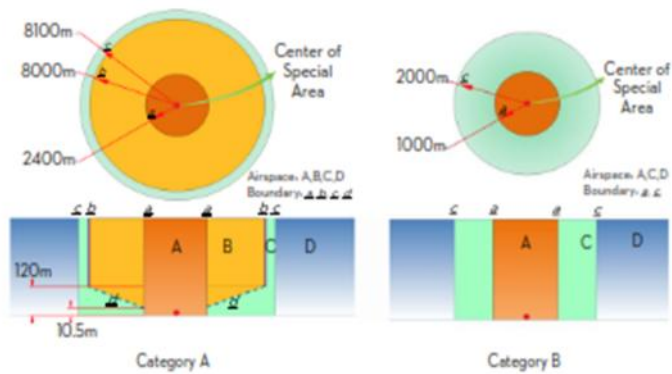 8100m
8000m
2400m
c
b
a
Center of
Special
Area
Airspace: A,B,C,D
Boundary: a b c d
c b a a b c
A B C D
120m
d d
10.5m
Category A
2000m
1000m
c
a
Center of
Special
Area
Airspace: A,C,D
Boundary: a c
c a a c
A C D
Category B